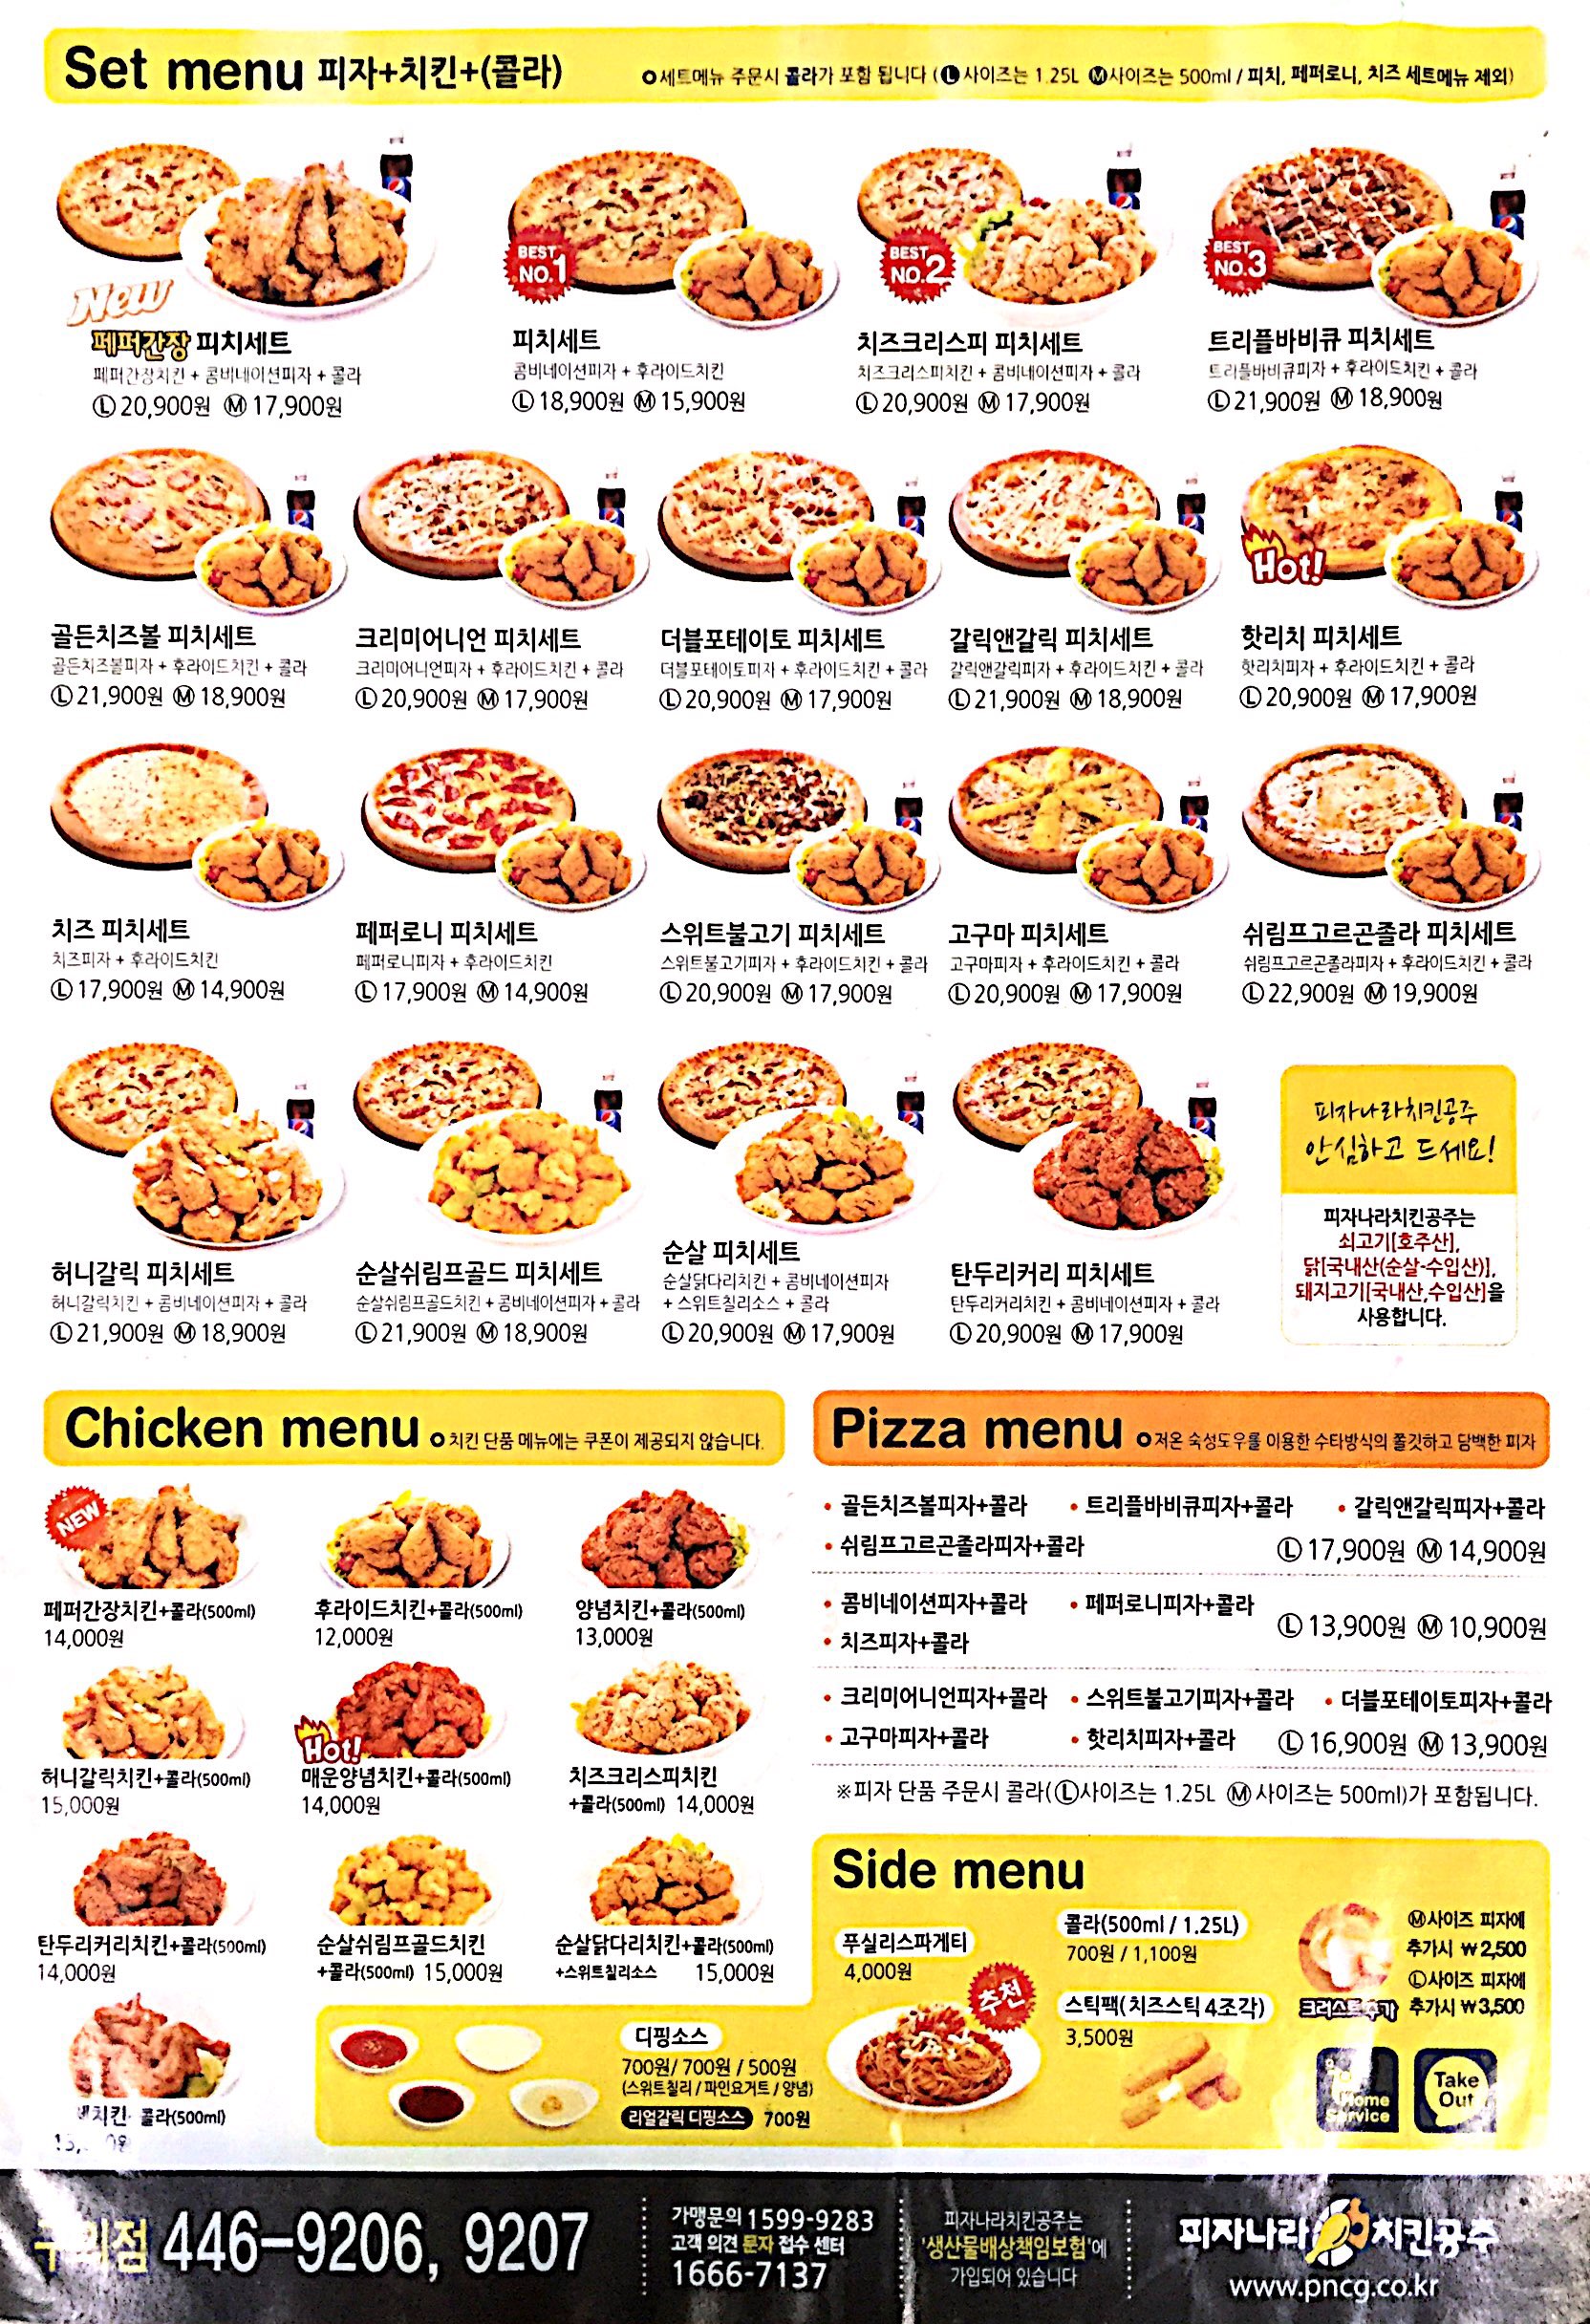 Set menu 피자+치킨+(콜라)
세트메뉴 주문시 콜라가 포함 됩니다 (Ⓛ사이즈는 1.25L Ⓜ사이즈는 500ml / 피치, 페퍼로니, 치즈 세트메뉴 제외)
New
페퍼간장 피치세트
페퍼간장치킨 + 콤비네이션피자 + 콜라
Ⓛ 20,900원 Ⓜ 17,900원
BEST
NO.1
피치세트
콤비네이션피자 + 후라이드치킨
Ⓛ 18,900원 Ⓜ 15,900원
BEST
NO.2
치즈크리스피 피치세트
치즈크리스피치킨 + 콤비네이션피자 + 콜라
Ⓛ 20,900원 Ⓜ 17,900원
BEST
NO.3
트리플바비큐 피치세트
트리플바비큐피자 + 후라이드치킨 + 콜라
Ⓛ 21,900원 Ⓜ 18,900원
골든치즈볼 피치세트
골든치즈볼피자 + 후라이드치킨 + 콜라
Ⓛ 21,900원 Ⓜ 18,900원
크리미어니언 피치세트
크리미어니언피자 + 후라이드치킨 + 콜라
Ⓛ 20,900원 Ⓜ 17,900원
더블포테이토 피치세트
더블포테이토피자 + 후라이드치킨 + 콜라
Ⓛ 20,900원 Ⓜ 17,900원
갈릭앤갈릭 피치세트
갈릭앤갈릭피자 + 후라이드치킨 + 콜라
Ⓛ 21,900원 Ⓜ 18,900원
Hot!
핫리치 피치세트
핫리치피자 + 후라이드치킨 + 콜라
Ⓛ 20,900원 Ⓜ 17,900원
치즈 피치세트
치즈피자 + 후라이드치킨
Ⓛ 17,900원 Ⓜ 14,900원
페퍼로니 피치세트
페퍼로니피자 + 후라이드치킨
Ⓛ 17,900원 Ⓜ 14,900원
스위트불고기 피치세트
스위트불고기피자 + 후라이드치킨 + 콜라
Ⓛ 20,900원 Ⓜ 17,900원
고구마 피치세트
고구마피자 + 후라이드치킨 + 콜라
Ⓛ 20,900원 Ⓜ 17,900원
쉬림프고르곤졸라 피치세트
쉬림프고르곤졸라피자 + 후라이드치킨 + 콜라
Ⓛ 22,900원 Ⓜ 19,900원
허니갈릭 피치세트
허니갈릭치킨 + 콤비네이션피자 + 콜라
Ⓛ 21,900원 Ⓜ 18,900원
순살쉬림프골드 피치세트
순살쉬림프골드치킨 + 콤비네이션피자 + 콜라
Ⓛ 21,900원 Ⓜ 18,900원
순살 피치세트
순살닭다리치킨 + 콤비네이션피자
+ 스위트칠리소스 + 콜라
Ⓛ 20,900원 Ⓜ 17,900원
탄두리커리 피치세트
탄두리커리치킨 + 콤비네이션피자 + 콜라
Ⓛ 20,900원 Ⓜ 17,900원
피자나라치킨공주
안심하고 드세요!
피자나라치킨공주는
쇠고기[호주산],
닭[국내산(순살-수입산)],
돼지고기[국내산,수입산]을
사용합니다.
Chicken menu 치킨 단품 메뉴에는 쿠폰이 제공되지 않습니다.
NEW
페퍼간장치킨+콜라(500ml)
14,000원
후라이드치킨+콜라(500ml)
12,000원
양념치킨+콜라(500ml)
13,000원
허니갈릭치킨+콜라(500ml)
15,000원
Hot!
매운양념치킨+콜라(500ml)
14,000원
치즈크리스피치킨
+콜라(500ml) 14,000원
탄두리커리치킨+콜라(500ml)
14,000원
순살쉬림프골드치킨
+콜라(500ml) 15,000원
순살닭다리치킨+콜라(500ml)
+스위트칠리소스 15,000원
콜라(500ml)
Pizza menu 저온 숙성도우를 이용한 수타방식의 쫄깃하고 담백한 피자
• 골든치즈볼피자+콜라 • 트리플바비큐피자+콜라 • 갈릭앤갈릭피자+콜라
• 쉬림프고르곤졸라피자+콜라 Ⓛ 17,900원 Ⓜ 14,900원
• 콤비네이션피자+콜라 • 페퍼로니피자+콜라
• 치즈피자+콜라 Ⓛ 13,900원 Ⓜ 10,900원
• 크리미어니언피자+콜라 • 스위트불고기피자+콜라 • 더블포테이토피자+콜라
• 고구마피자+콜라 • 핫리치피자+콜라 Ⓛ 16,900원 Ⓜ 13,900원
※피자 단품 주문시 콜라(Ⓛ사이즈는 1.25L Ⓜ사이즈는 500ml)가 포함됩니다.
Side menu
푸실리스파게티
4,000원
추천
콜라(500ml / 1.25L)
700원 / 1,100원
스틱팩(치즈스틱 4조각)
3,500원
Ⓜ사이즈 피자에
추가시 ₩2,500
Ⓛ사이즈 피자에
크러스트추가 추가시 ₩3,500
디핑소스
700원/ 700원 / 500원
(스위트칠리 / 파인요거트 / 양념)
리얼갈릭 디핑소스 700원
Home
Service
Take
Out
점 446-9206, 9207
가맹문의 1599-9283
고객 의견 문자 접수 센터
1666-7137
피자나라치킨공주는
'생산물배상책임보험'에
가입되어 있습니다
피자나라 치킨공주
www.pncg.co.kr